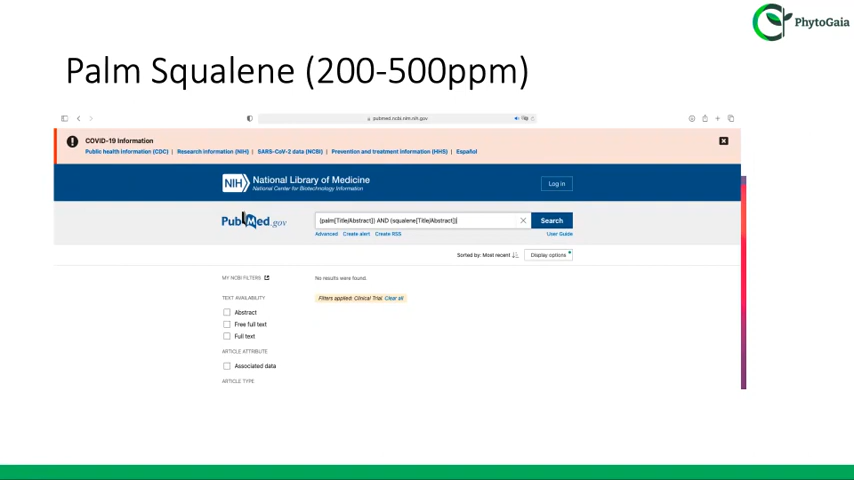 PhytoGaia
Palm Squalene (200-500ppm)
pubmed.ncbi.nlm.nih.gov
COVID-19 Information
Public health information (CDC) | Research information (NIH) | SARS-CoV-2 data (NCBI) | Prevention and treatment information (HHS) | Español
NIH National Library of Medicine
National Center for Biotechnology Information
Log in
PubMed.gov
(palm[Title/Abstract]) AND (squalene[Title/Abstract])
Search
Advanced Create alert Create RSS
User Guide
Sorted by: Most recent
Display options
MY NCBI FILTERS
No results were found.
TEXT AVAILABILITY
Filters applied: Clinical Trial. Clear all
Abstract
Free full text
Full text
ARTICLE ATTRIBUTE
Associated data
ARTICLE TYPE